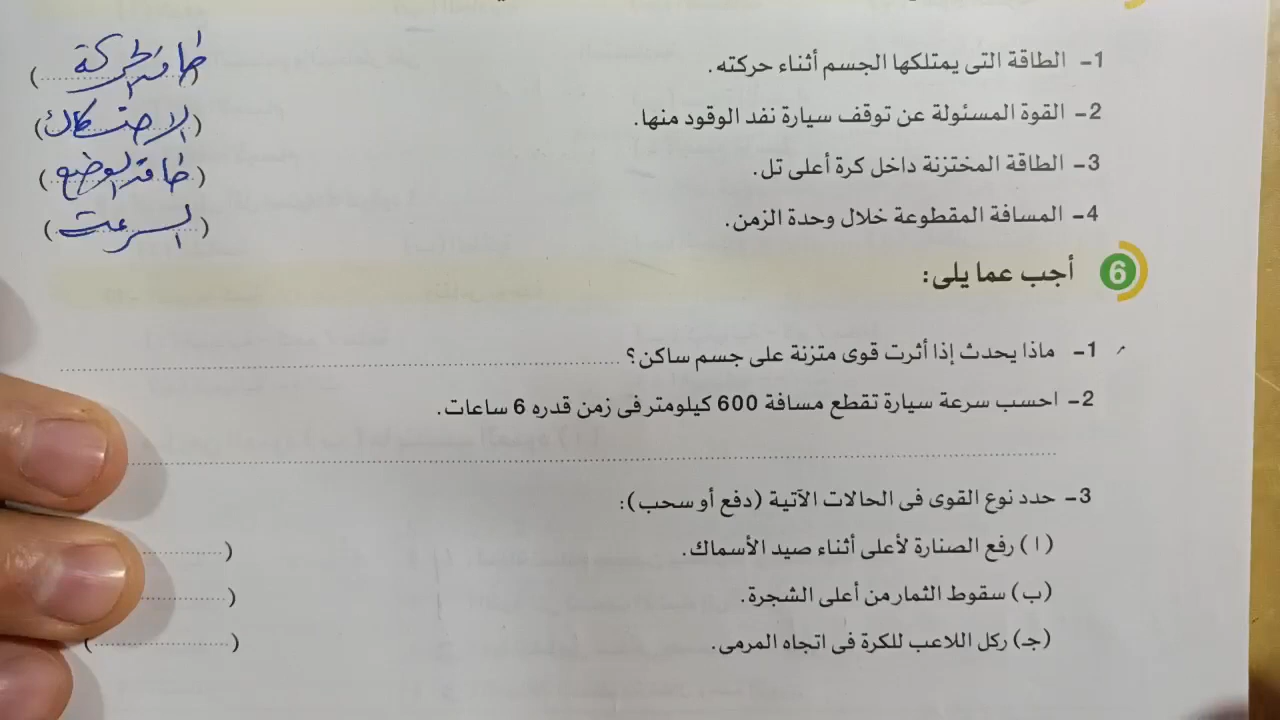 1- الطاقة التى يمتلكها الجسم أثناء حركته. (طاقة الحركة)
2- القوة المسئولة عن توقف سيارة نفد الوقود منها. (الاحتكاك)
3- الطاقة المختزنة داخل كرة أعلى تل. (طاقة الوضع)
4- المسافة المقطوعة خلال وحدة الزمن. (السرعة)
6 أجب عما يلى:
1- ماذا يحدث إذا أثرت قوى متزنة على جسم ساكن؟
2- احسب سرعة سيارة تقطع مسافة 600 كيلومتر فى زمن قدره 6 ساعات.
3- حدد نوع القوى فى الحالات الآتية (دفع أو سحب):
(ا) رفع الصنارة لأعلى أثناء صيد الأسماك. (............)
(ب) سقوط الثمار من أعلى الشجرة. (............)
(جـ) ركل اللاعب للكرة فى اتجاه المرمى. (............)